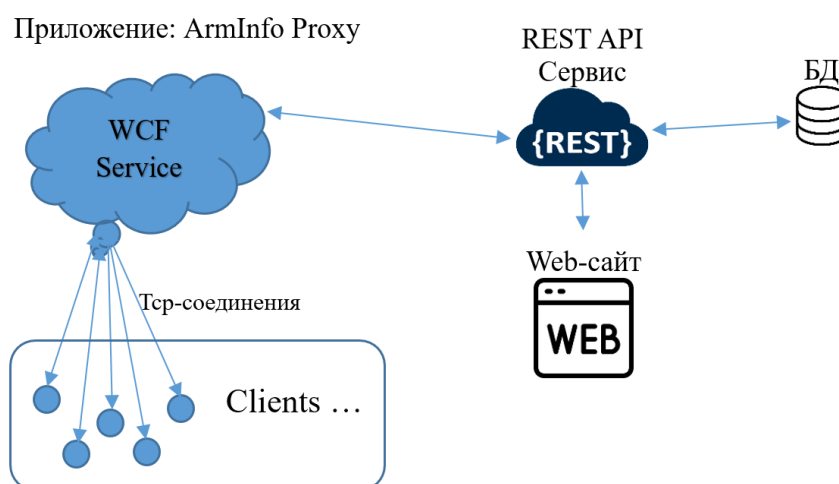 Приложение: ArmInfo Proxy
REST API
Сервис
БД
WCF
Service
{REST}
Web-сайт
Tcp-соединения
WEB
Clients ...